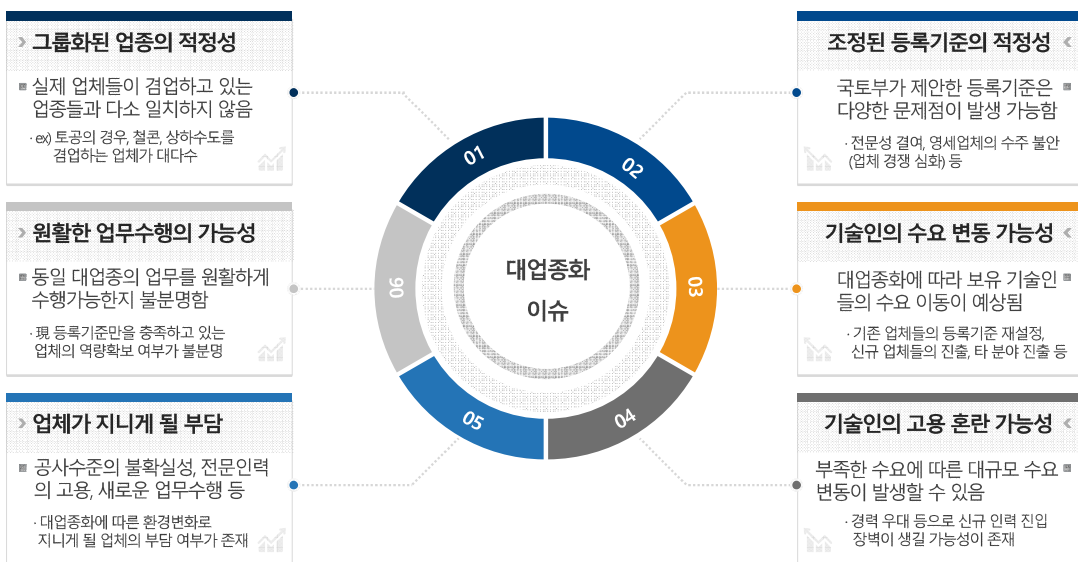 그룹화된 업종의 적정성
실제 업체들이 겸업하고 있는
업종들과 다소 일치하지 않음
· ex) 토공의 경우, 철콘, 상하수도를
겸업하는 업체가 대다수
원활한 업무수행의 가능성
동일 대업종의 업무를 원활하게
수행가능한지 불분명함
· 現 등록기준만을 충족하고 있는
업체의 역량확보 여부가 불분명
업체가 지니게 될 부담
공사수준의 불확실성, 전문인력
의 고용, 새로운 업무수행 등
· 대업종화에 따른 환경변화로
지니게 될 업체의 부담 여부가 존재
01
02
03
04
05
06
대업종화
이슈
조정된 등록기준의 적정성
국토부가 제안한 등록기준은
다양한 문제점이 발생 가능함
· 전문성 결여, 영세업체의 수주 불안
(업체 경쟁 심화) 등
기술인의 수요 변동 가능성
대업종화에 따라 보유 기술인
들의 수요 이동이 예상됨
· 기존 업체들의 등록기준 재설정,
신규 업체들의 진출, 타 분야 진출 등
기술인의 고용 혼란 가능성
부족한 수요에 따른 대규모 수요
변동이 발생할 수 있음
· 경력 우대 등으로 신규 인력 진입
장벽이 생길 가능성이 존재